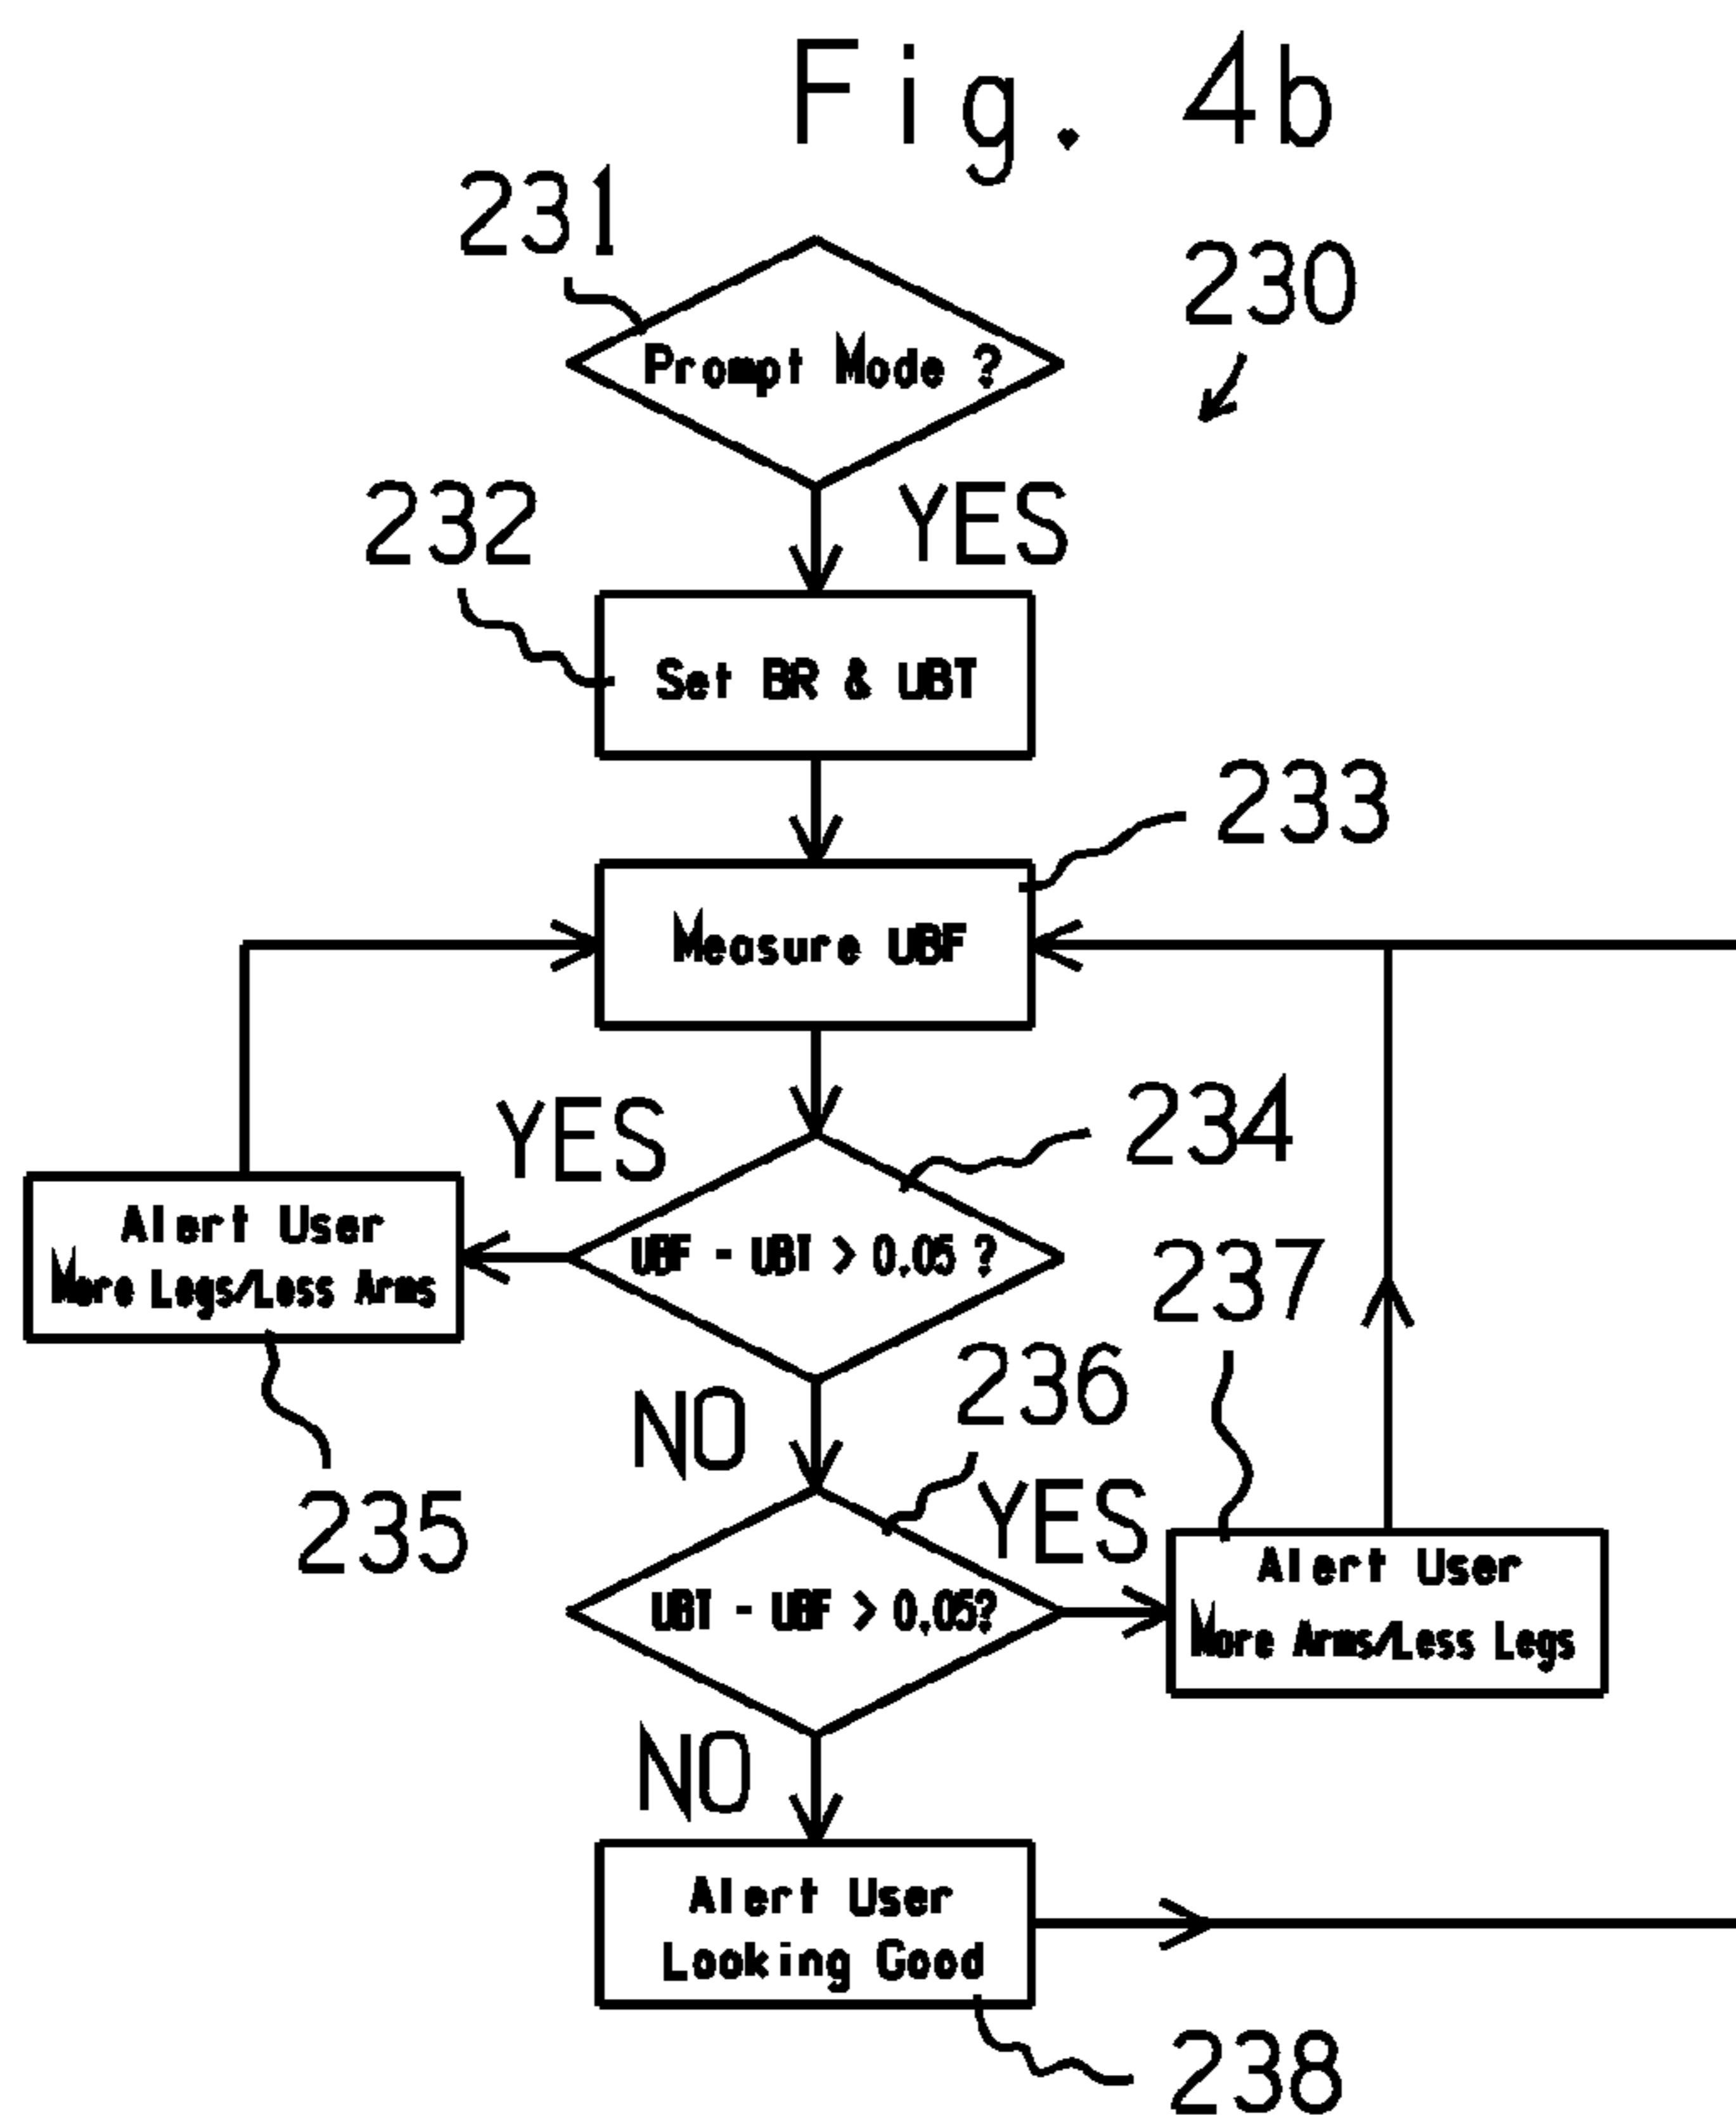 Fig. 4b
231
230
Prompt Mode ?
YES
232
Set BR & UBT
233
Measure UBF
234
YES
Alert User
More Legs/Less Arms
UBF - UBT > 0.05 ?
237
236
NO
235
YES
UBT - UBF > 0.05?
Alert User
More Arms/Less Legs
NO
Alert User
Looking Good
238